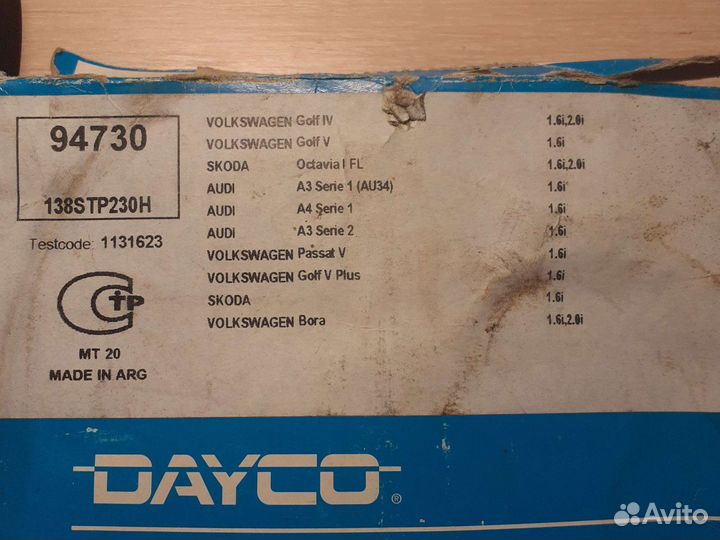 94730
138STP230H
Testcode: 1131623
MT 20
MADE IN ARG
VOLKSWAGEN Golf IV 1.6i,2.0i
VOLKSWAGEN Golf V 1.6i
SKODA Octavia I FL 1.6i,2.0i
AUDI A3 Serie 1 (AU34) 1.6i
AUDI A4 Serie 1 1.6i
AUDI A3 Serie 2 1.6i
VOLKSWAGEN Passat V 1.6i
VOLKSWAGEN Golf V Plus 1.6i
SKODA 1.6i
VOLKSWAGEN Bora 1.6i,2.0i
DAYCO®
Avito